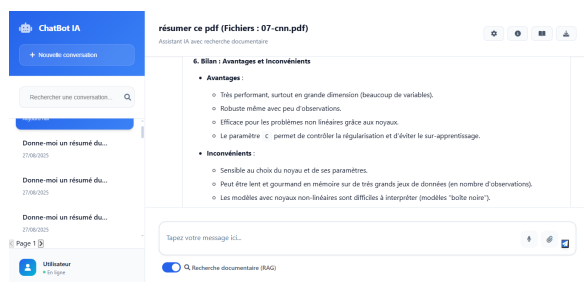 ChatBot IA
+ Nouvelle conversation
Rechercher une conversation...
Donne-moi un résumé du...
27/08/2025
Donne-moi un résumé du...
27/08/2025
Donne-moi un résumé du...
27/08/2025
< Page 1 >
Utilisateur
En ligne
résumer ce pdf (Fichiers : 07-cnn.pdf)
Assistant IA avec recherche documentaire
6. Bilan : Avantages et Inconvénients
• Avantages :
○ Très performant, surtout en grande dimension (beaucoup de variables).
○ Robuste même avec peu d'observations.
○ Efficace pour les problèmes non linéaires grâce aux noyaux.
○ Le paramètre C permet de contrôler la régularisation et d'éviter le sur-apprentissage.
• Inconvénients :
○ Sensible au choix du noyau et de ses paramètres.
○ Peut être lent et gourmand en mémoire sur de très grands jeux de données (en nombre d'observations).
○ Les modèles avec noyaux non-linéaires sont difficiles à interpréter (modèles "boîte noire").
Tapez votre message ici...
Recherche documentaire (RAG)